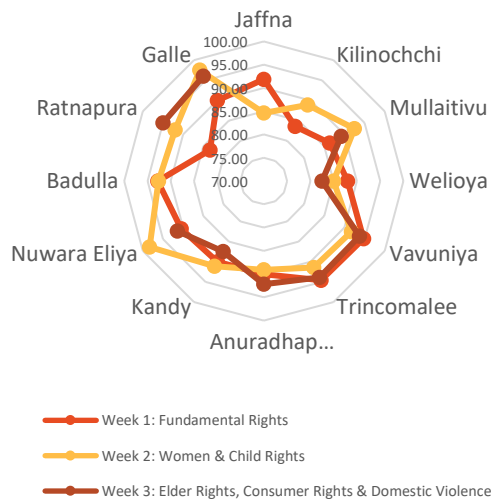 Jaffna
Kilinochchi
Mullaitivu
Welioya
Vavuniya
Trincomalee
Anuradhap...
Kandy
Nuwara Eliya
Badulla
Ratnapura
Galle
100.00
95.00
90.00
85.00
80.00
75.00
70.00
Week 1: Fundamental Rights
Week 2: Women & Child Rights
Week 3: Elder Rights, Consumer Rights & Domestic Violence